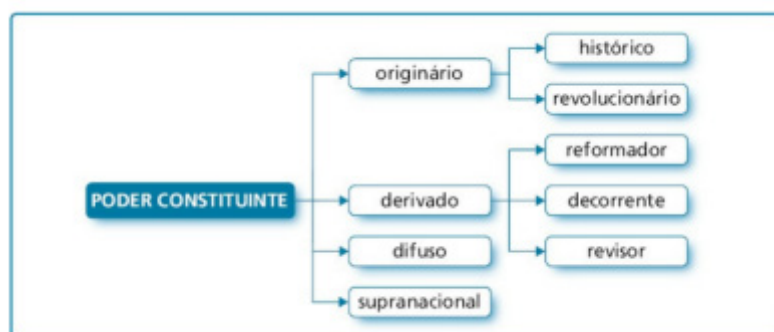 PODER CONSTITUINTE
originário
histórico
revolucionário
derivado
reformador
decorrente
revisor
difuso
supranacional